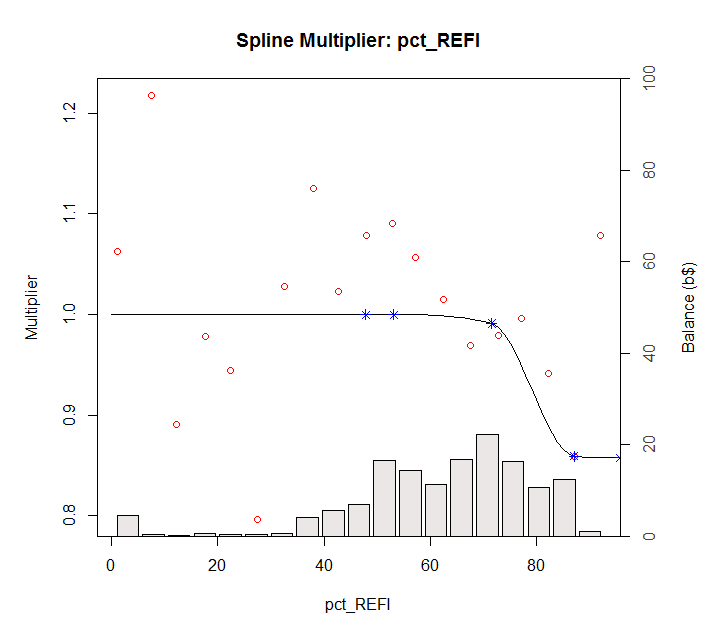 Spline Multiplier: pct_REFI
Multiplier
1.2
1.1
1.0
0.9
0.8
100
80
60
40
20
0
Balance (b$)
0 20 40 60 80
pct_REFI